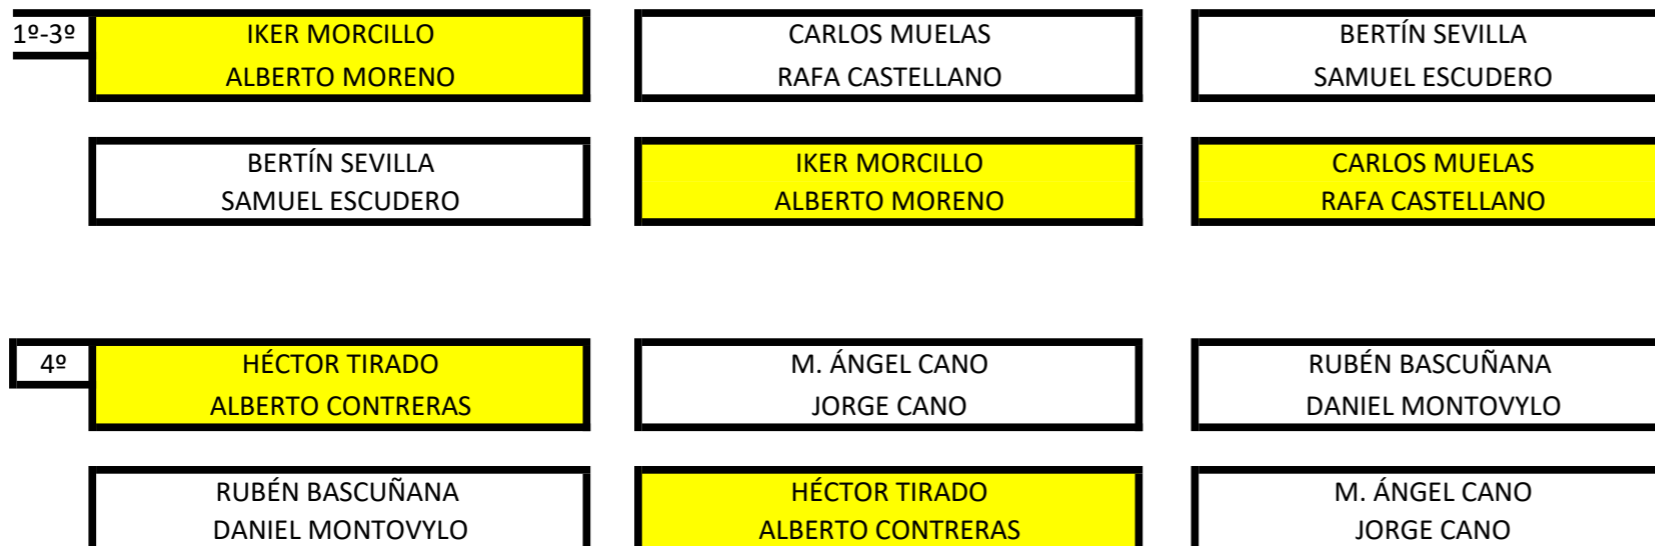 1º-3º IKER MORCILLO CARLOS MUELAS BERTÍN SEVILLA
ALBERTO MORENO RAFA CASTELLANO SAMUEL ESCUDERO
BERTÍN SEVILLA IKER MORCILLO CARLOS MUELAS
SAMUEL ESCUDERO ALBERTO MORENO RAFA CASTELLANO
4º HÉCTOR TIRADO M. ÁNGEL CANO RUBÉN BASCUÑANA
ALBERTO CONTRERAS JORGE CANO DANIEL MONTOVYLO
RUBÉN BASCUÑANA HÉCTOR TIRADO M. ÁNGEL CANO
DANIEL MONTOVYLO ALBERTO CONTRERAS JORGE CANO